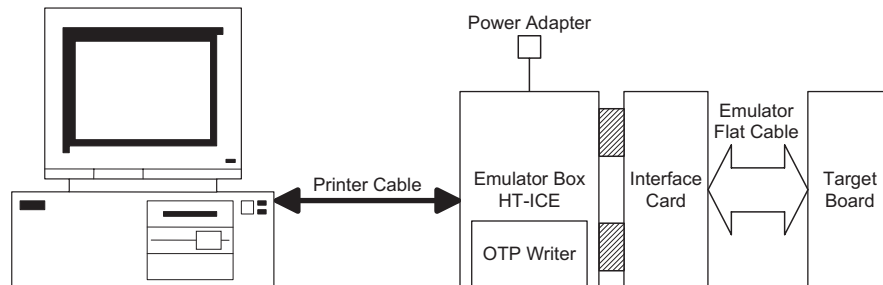 Power Adapter
Printer Cable
Emulator Box
HT-ICE
OTP Writer
Interface
Card
Emulator
Flat Cable
Target
Board